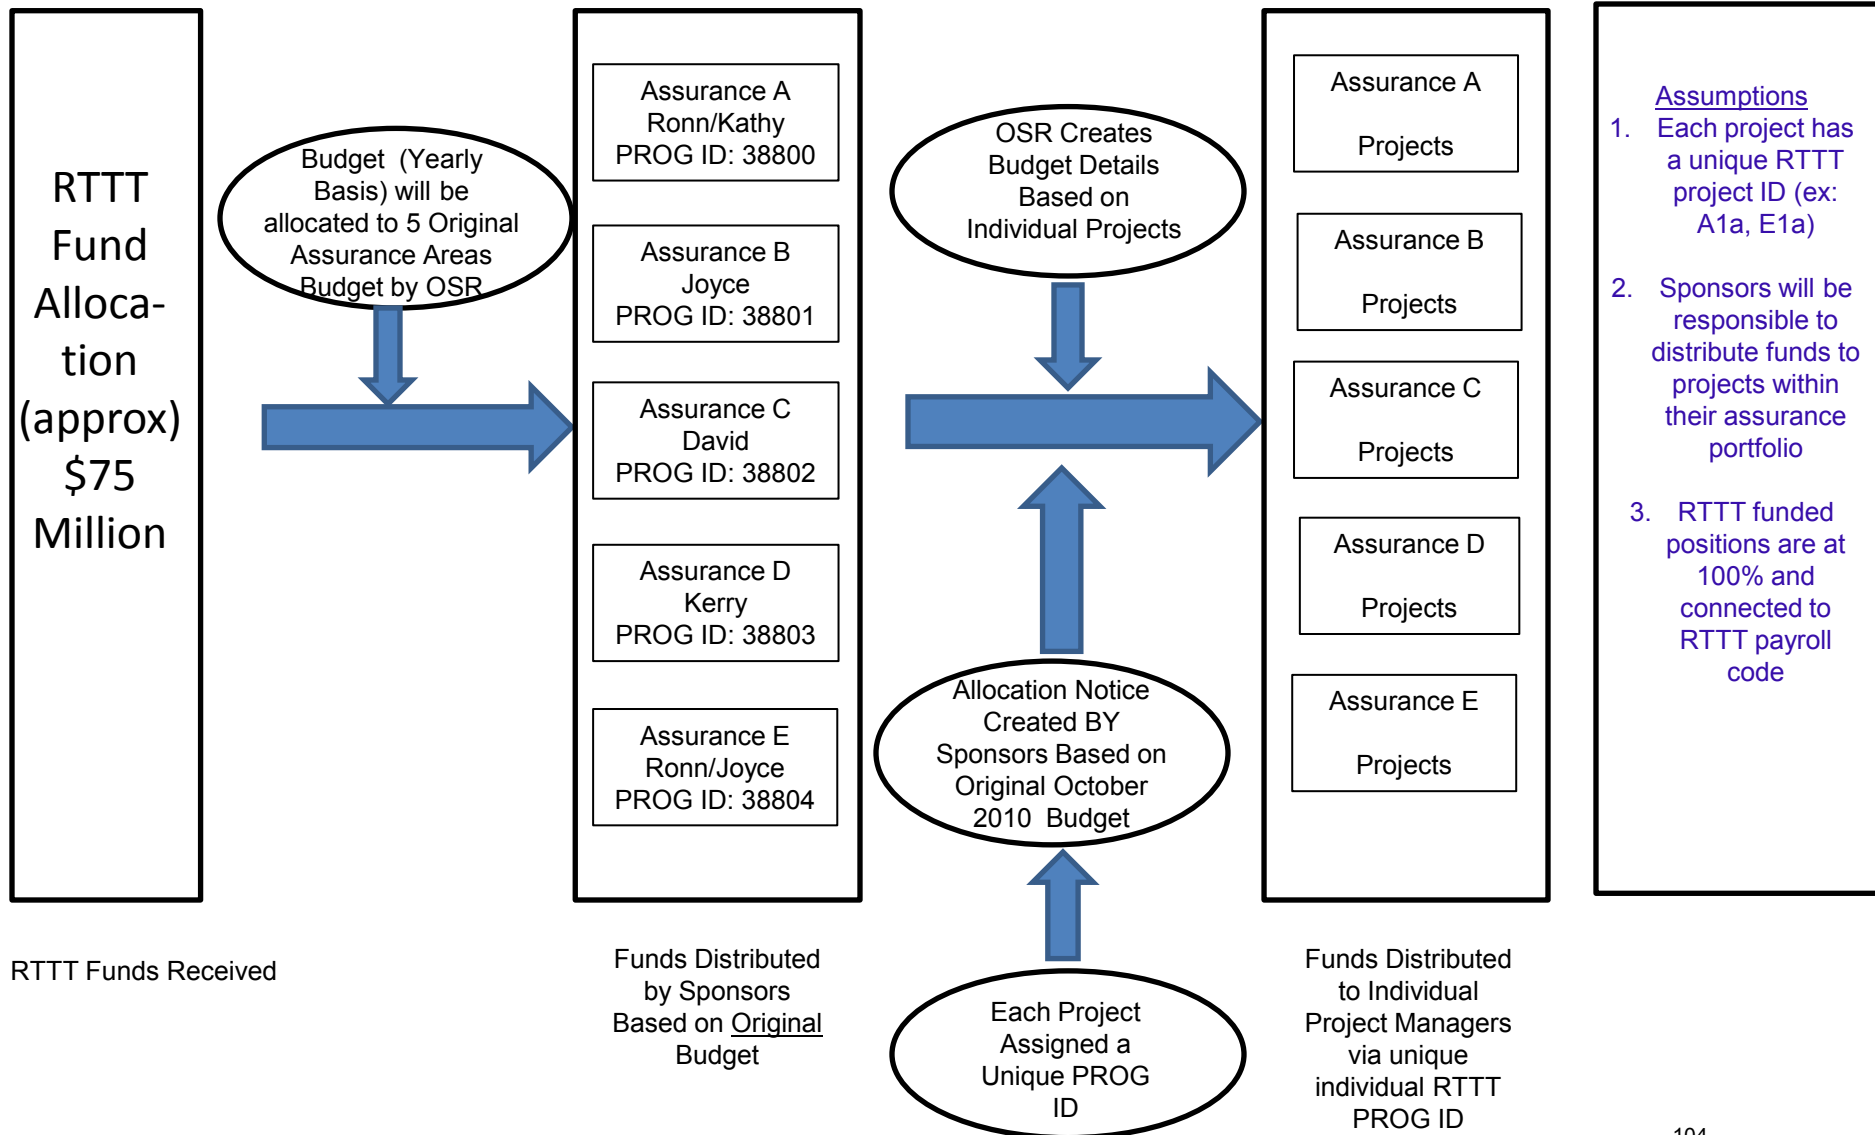 RTTT
Fund
Alloca-
tion
(approx)
$75
Million
RTTT Funds Received
Budget (Yearly
Basis) will be
allocated to 5 Original
Assurance Areas
Budget by OSR
Assurance A
Ronn/Kathy
PROG ID: 38800
Assurance B
Joyce
PROG ID: 38801
Assurance C
David
PROG ID: 38802
Assurance D
Kerry
PROG ID: 38803
Assurance E
Ronn/Joyce
PROG ID: 38804
Funds Distributed
by Sponsors
Based on Original
Budget
OSR Creates
Budget Details
Based on
Individual Projects
Allocation Notice
Created BY
Sponsors Based on
Original October
2010 Budget
Each Project
Assigned a
Unique PROG
ID
Assurance A
Projects
Assurance B
Projects
Assurance C
Projects
Assurance D
Projects
Assurance E
Projects
Funds Distributed
to Individual
Project Managers
via unique
individual RTTT
PROG ID
Assumptions
1. Each project has
a unique RTTT
project ID (ex:
A1a, E1a)
2. Sponsors will be
responsible to
distribute funds to
projects within
their assurance
portfolio
3. RTTT funded
positions are at
100% and
connected to
RTTT payroll
code
104